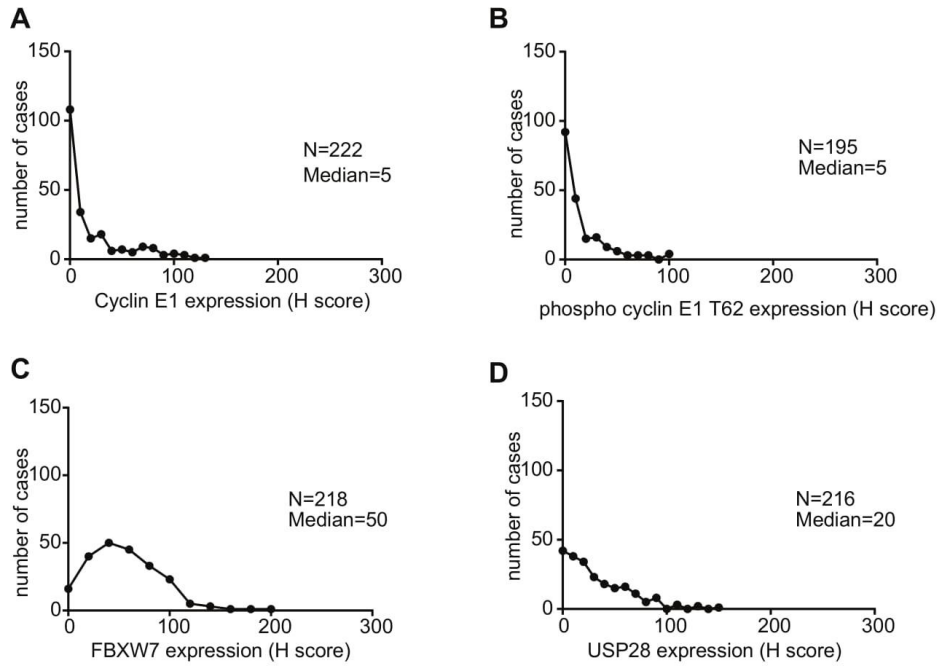 A
150
100
50
0
number of cases
N=222
Median=5
0 100 200 300
Cyclin E1 expression (H score)
B
150
100
50
0
number of cases
N=195
Median=5
0 100 200 300
phospho cyclin E1 T62 expression (H score)
C
150
100
50
0
number of cases
N=218
Median=50
0 100 200 300
FBXW7 expression (H score)
D
150
100
50
0
number of cases
N=216
Median=20
0 100 200 300
USP28 expression (H score)